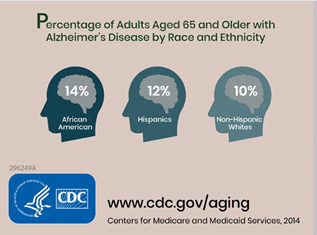 Percentage of Adults Aged 65 and Older with
Alzheimer's Disease by Race and Ethnicity
14%
African
American
12%
Hispanics
10%
Non-Hispanic
Whites
296249A
CDC
www.cdc.gov/aging
Centers for Medicare and Medicaid Services, 2014